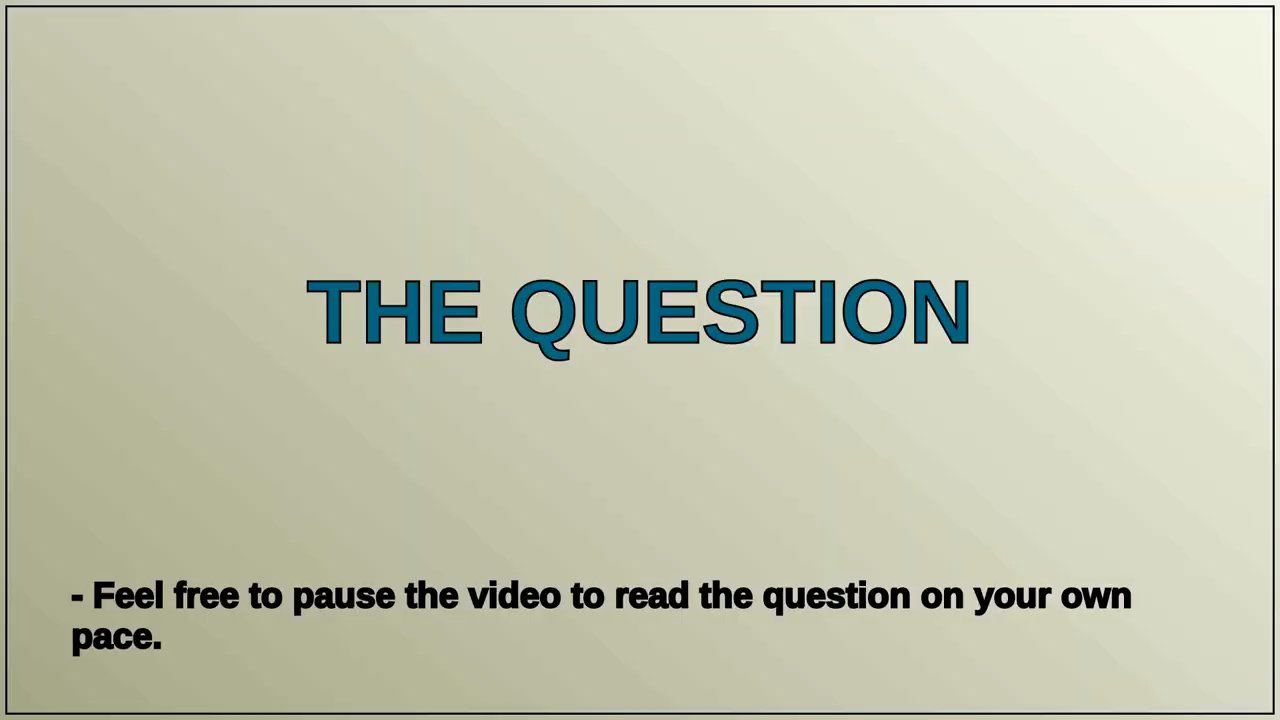 THE QUESTION
- Feel free to pause the video to read the question on your own
pace.